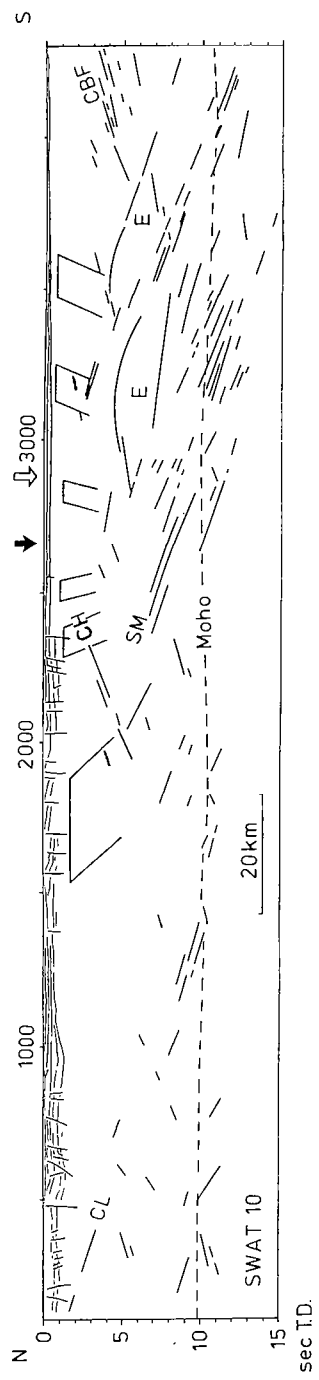 N
1000
2000
3000
S
0
5
10
15
sec T.D.
CL
CH
SM
E
E
CBF
Moho
20km
SWAT 10